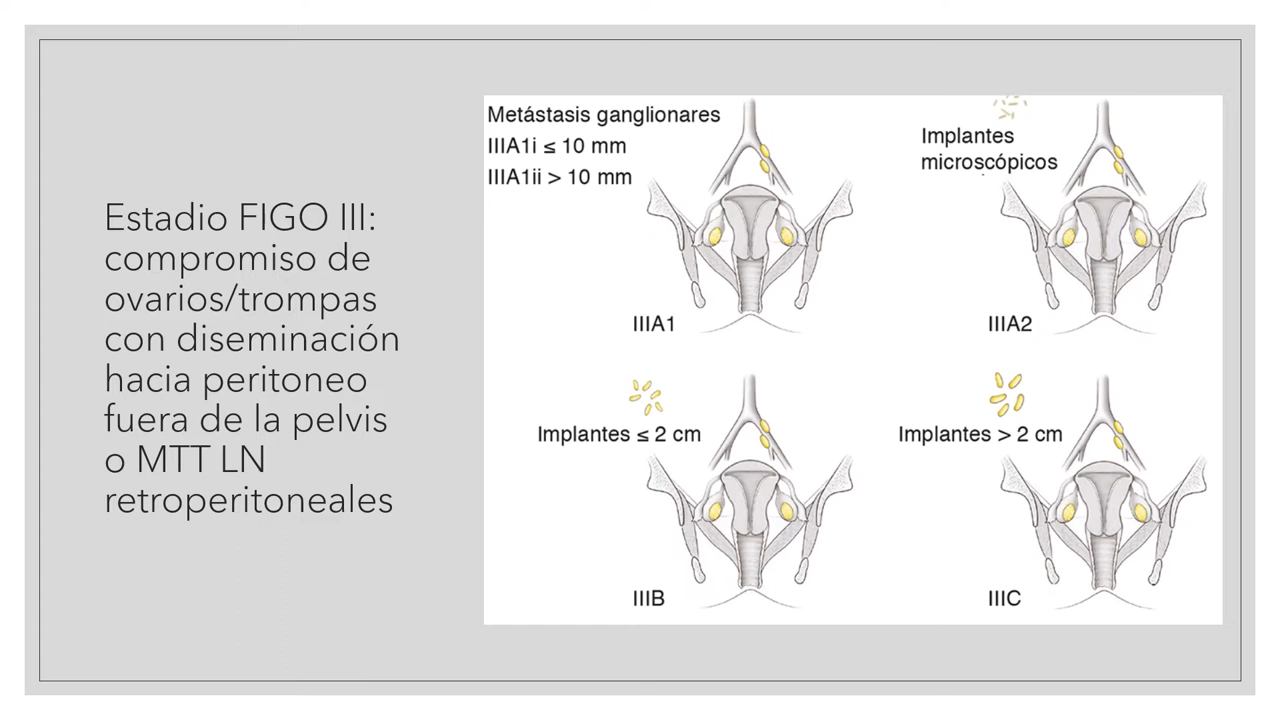 Estadio FIGO III:
compromiso de
ovarios/trompas
con diseminación
hacia peritoneo
fuera de la pelvis
o MTT LN
retroperitoneales
Metástasis ganglionares
IIIA1i ≤ 10 mm
IIIA1ii > 10 mm
IIIA1
Implantes
microscópicos
IIIA2
Implantes ≤ 2 cm
IIIB
Implantes > 2 cm
IIIC